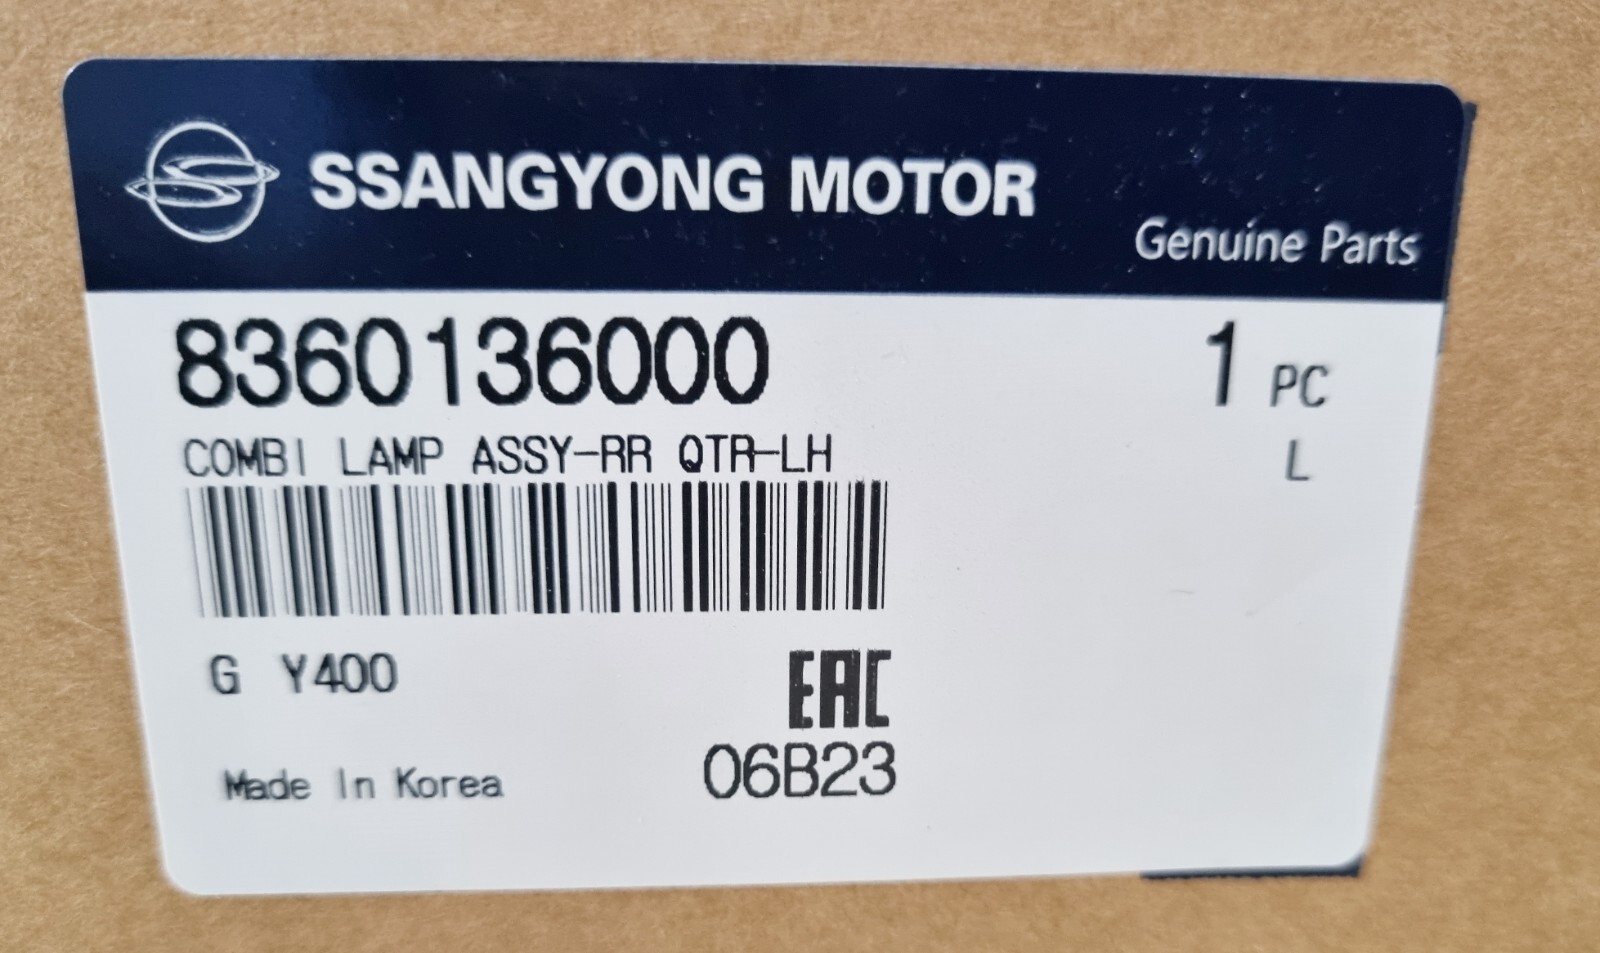 SSANGYONG MOTOR
Genuine Parts
8360136000 1 PC
COMBI LAMP ASSY-RR QTR-LH L
G Y400
EAC
Made In Korea 06B23